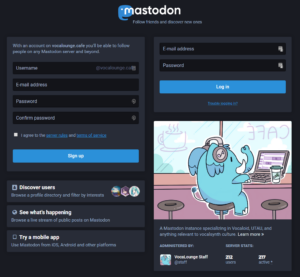 mastodon
Follow friends and discover new ones.
With an account on vocalounge.cafe you'll be able to follow
people on any Mastodon server and beyond.
Username
@vocalounge.caf
E-mail address
Password
Confirm password
I agree to the server rules and terms of service
Sign up
Discover users
Browse a profile directory and filter by interests
See what's happening
Browse a live stream of public posts on Mastodon
Try a mobile app
Use Mastodon from iOS, Android and other platforms
E-mail address
Password
Log in
CAFE
A Mastodon instance specializing in Vocaloid, UTAU, and
anything relevant to vocalsynth culture. Learn more
ADMINISTERED BY:
SERVER STATS:
VocaLounge Staff
@staff
212
users
217
active